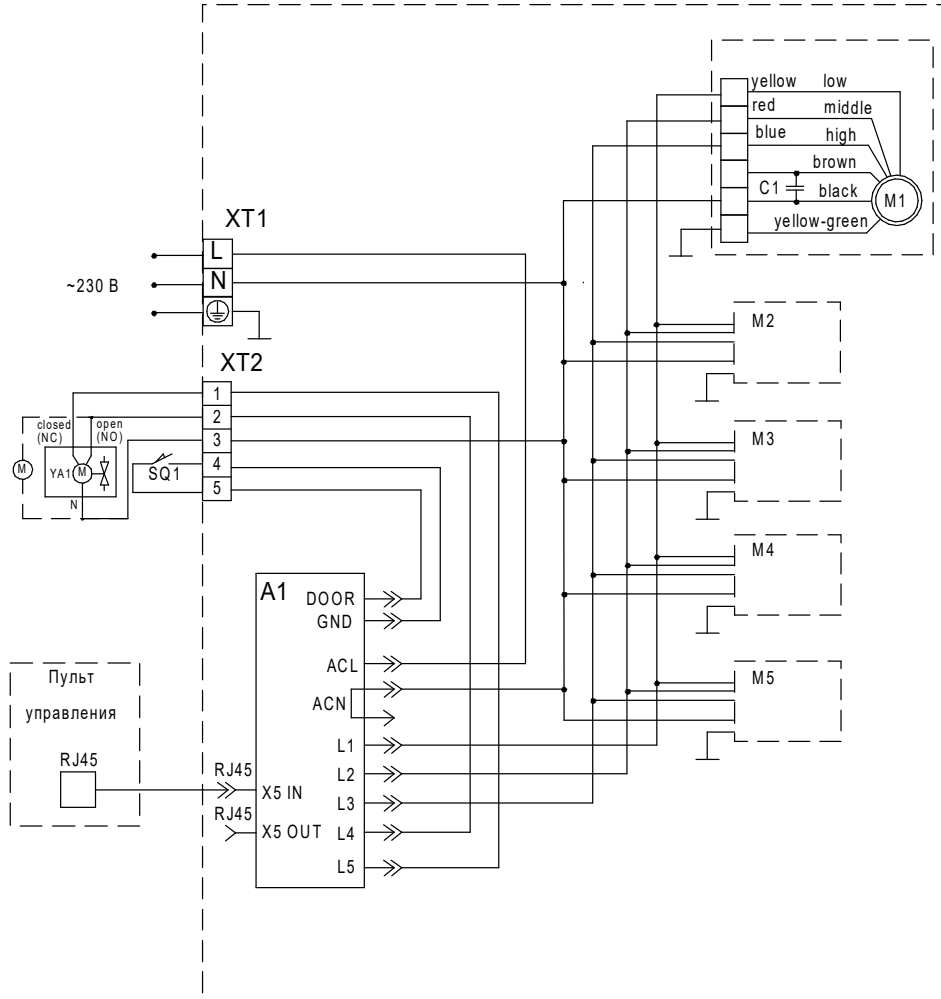 yellow low
red middle
blue high
brown
C1 black
M1
yellow-green
XT1
L
N
~230 В
M2
XT2
1
2
closed
(NC)
open
(NO)
3
M
YA1 M
SQ1
4
5
N
M3
M4
A1
DOOR
GND
ACL
ACN
M5
Пульт
управления
RJ45
L1
RJ45
L2
X5 IN
L3
RJ45
X5 OUT
L4
L5